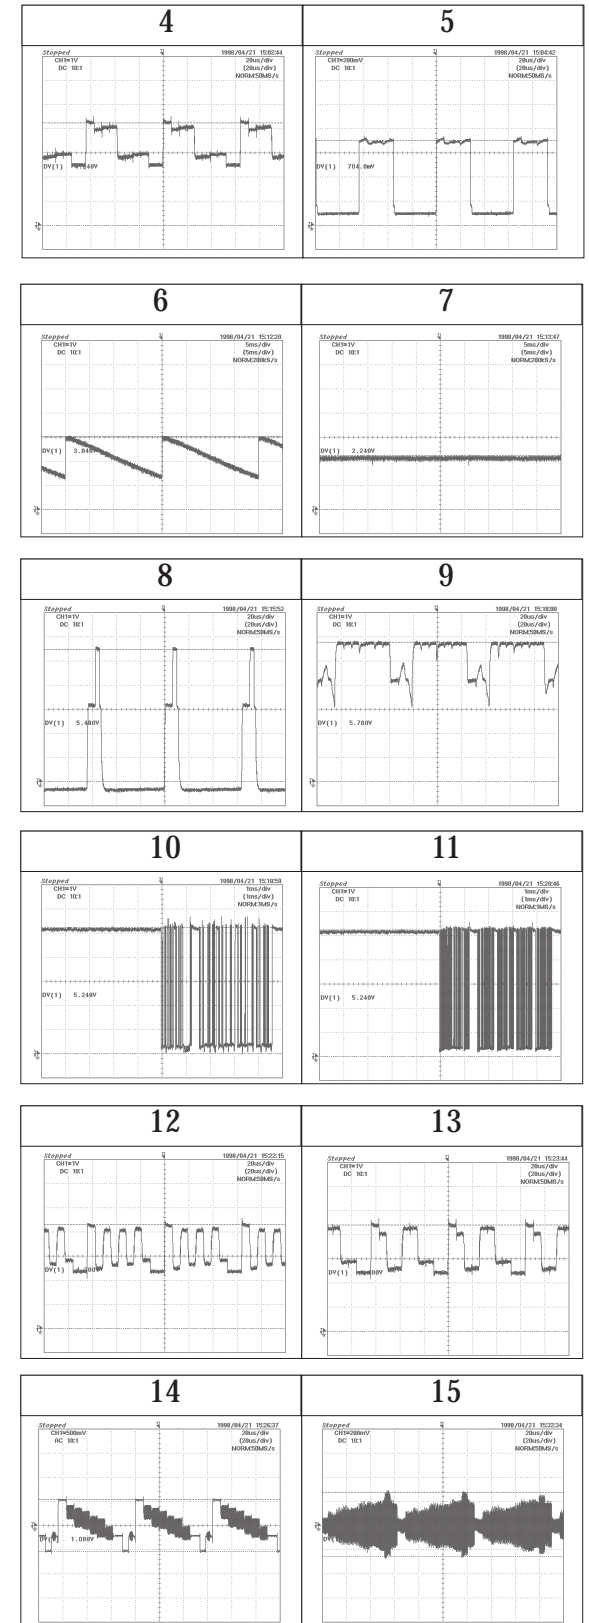 4
Stopped 1998/04/21 15:02:44
CH1=1V 20us/div
DC 10:1 (20us/div)
NORM:50MS/s
DV(1)
5
Stopped 1998/04/21 15:04:42
CH1=200mV 20us/div
DC 10:1 (20us/div)
NORM:50MS/s
DV(1) 704.0mV
6
Stopped 1998/04/21 15:12:20
CH1=1V 5ms/div
DC 10:1 (5ms/div)
NORM:200kS/s
DV(1) 3.040V
7
Stopped 1998/04/21 15:13:47
CH1=1V 5ms/div
DC 10:1 (5ms/div)
NORM:200kS/s
DV(1) 2.240V
8
Stopped 1998/04/21 15:15:52
CH1=1V 20us/div
DC 10:1 (20us/div)
NORM:50MS/s
DV(1) 5.480V
9
Stopped 1998/04/21 15:18:00
CH1=1V 20us/div
DC 10:1 (20us/div)
NORM:50MS/s
DV(1) 5.780V
10
Stopped 1998/04/21 15:19:59
CH1=1V 1ms/div
DC 10:1 (1ms/div)
NORM:1MS/s
DV(1) 5.240V
11
Stopped 1998/04/21 15:20:46
CH1=1V 1ms/div
DC 10:1 (1ms/div)
NORM:1MS/s
DV(1) 5.240V
12
Stopped 1998/04/21 15:22:15
CH1=1V 20us/div
DC 10:1 (20us/div)
NORM:50MS/s
DV(1)
13
Stopped 1998/04/21 15:23:44
CH1=1V 20us/div
DC 10:1 (20us/div)
NORM:50MS/s
DV(1)
14
Stopped 1998/04/21 15:26:37
CH1=500mV 20us/div
AC 10:1 (20us/div)
NORM:50MS/s
1.080V
15
Stopped 1998/04/21 15:32:34
CH1=200mV 20us/div
DC 10:1 (20us/div)
NORM:50MS/s